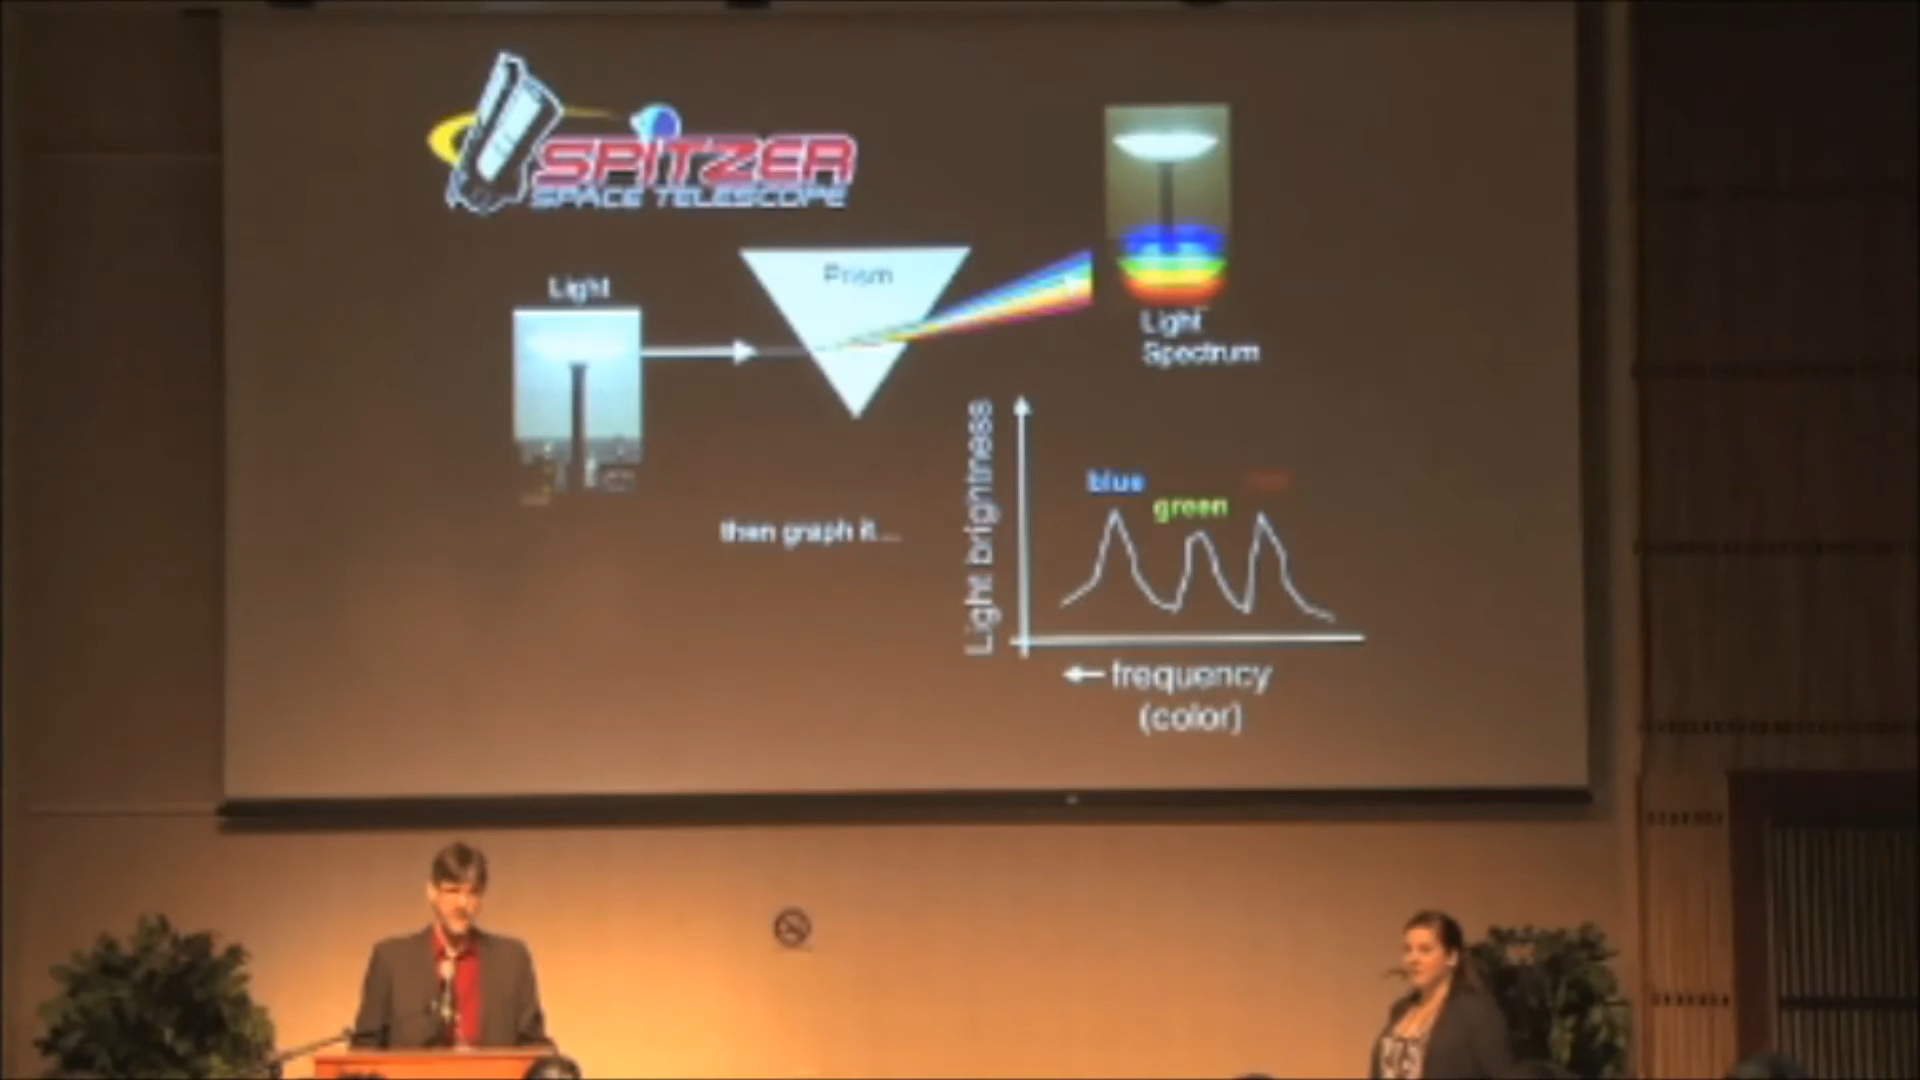 SPITZER
SPACE TELESCOPE
Light
Prism
Light
Spectrum
then graph it...
Light brightness
blue
green
frequency
(color)